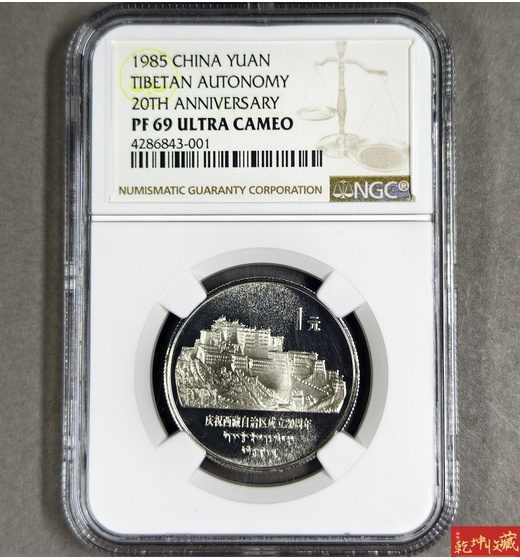 1985 CHINA YUAN
TIBETAN AUTONOMY
20TH ANNIVERSARY
PF 69 ULTRA CAMEO
4286843-001
NUMISMATIC GUARANTY CORPORATION
NGC®
1元
庆祝西藏自治区成立20周年
乾坤收藏